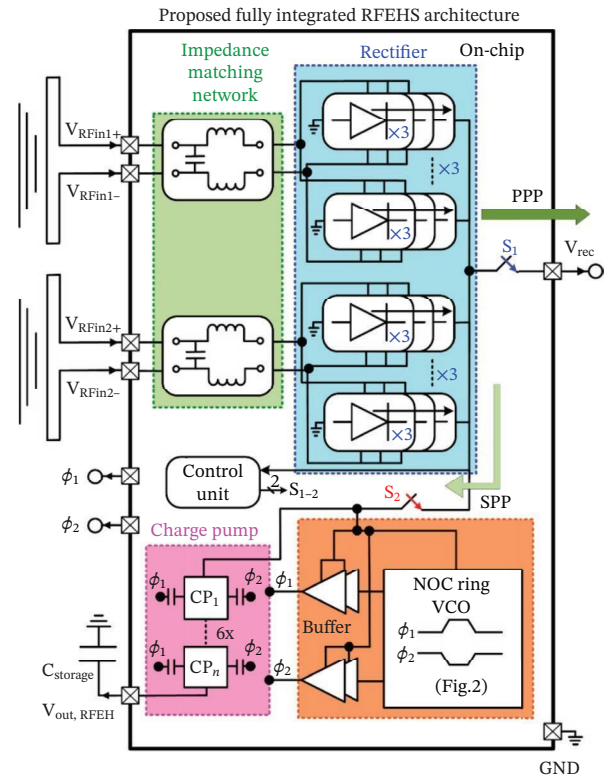 Proposed fully integrated RFEHS architecture
Impedance
matching
network
Rectifier
On-chip
V_RFin1+
V_RFin1−
×3
×3
×3
PPP
S_1
V_rec
V_RFin2+
V_RFin2−
×3
×3
×3
ϕ_1
ϕ_2
Control
unit
2
S_1–2
S_2
SPP
Charge pump
ϕ_1
CP_1
ϕ_2
ϕ_1
Buffer
NOC ring
VCO
ϕ_1
ϕ_2
(Fig.2)
6x
ϕ_1
CP_n
ϕ_2
ϕ_2
C_storage
V_out, RFEH
GND